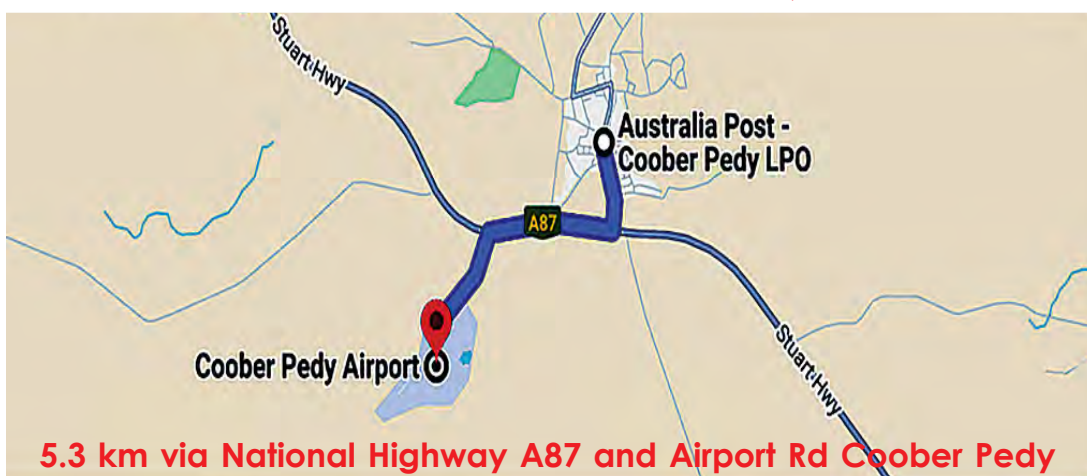 Stuart Hwy
Australia Post -
Coober Pedy LPO
A87
Coober Pedy Airport
Stuart Hwy
5.3 km via National Highway A87 and Airport Rd Coober Pedy